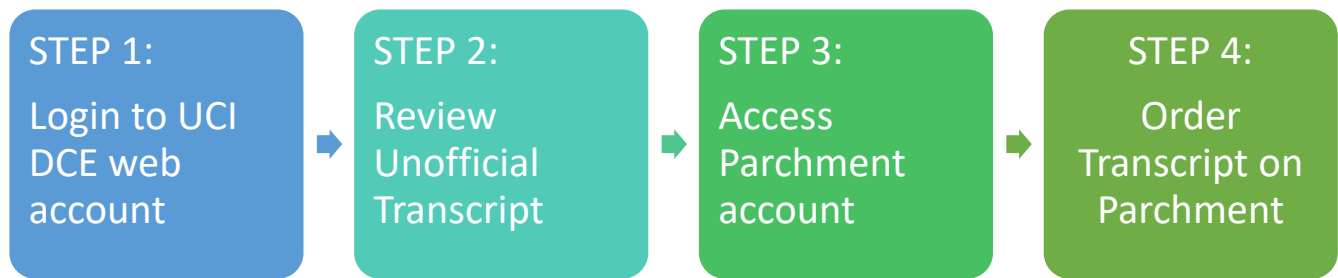 STEP 1:
Login to UCI
DCE web
account
STEP 2:
Review
Unofficial
Transcript
STEP 3:
Access
Parchment
account
STEP 4:
Order
Transcript on
Parchment